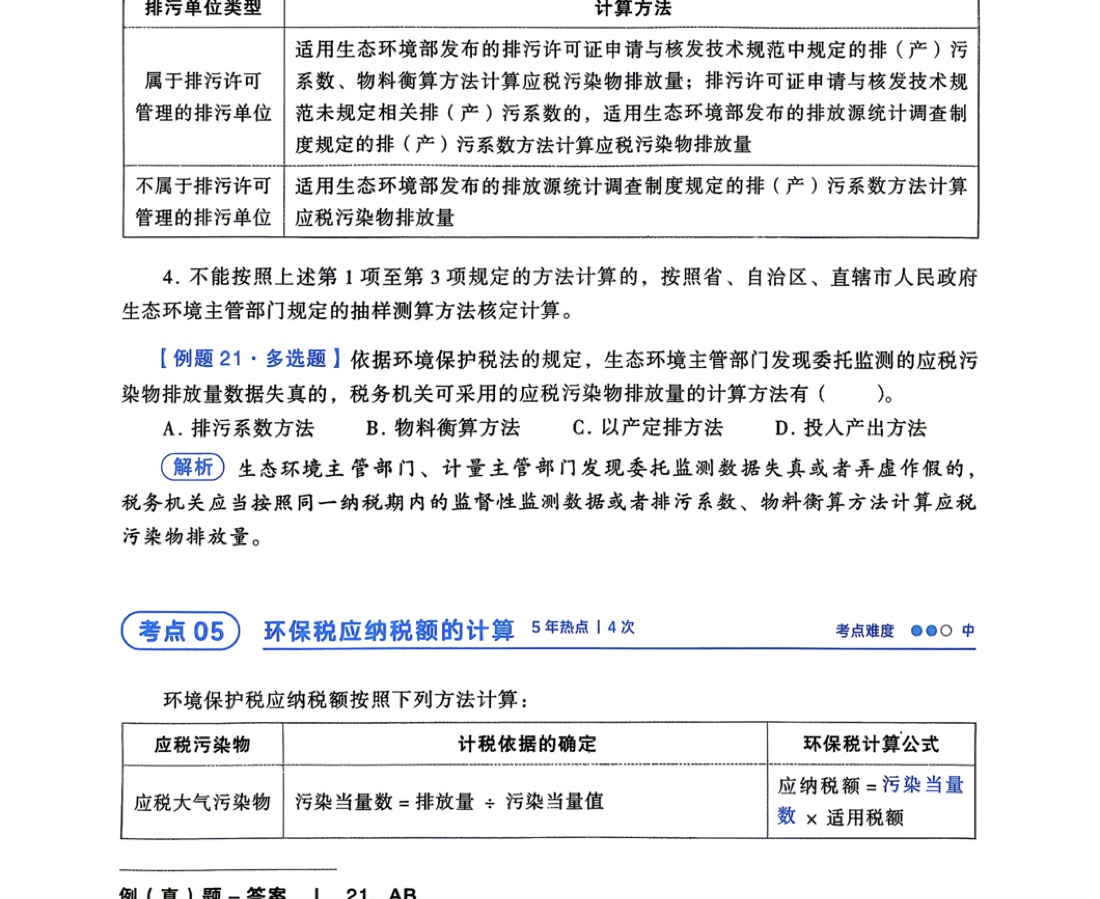 排污单位类型 计算方法
适用生态环境部发布的排污许可证申请与核发技术规范中规定的排（产）污
属于排污许可 系数、物料衡算方法计算应税污染物排放量；排污许可证申请与核发技术规
管理的排污单位 范未规定相关排（产）污系数的，适用生态环境部发布的排放源统计调查制
度规定的排（产）污系数方法计算应税污染物排放量
不属于排污许可 适用生态环境部发布的排放源统计调查制度规定的排（产）污系数方法计算
管理的排污单位 应税污染物排放量
4. 不能按照上述第 1 项至第 3 项规定的方法计算的，按照省、自治区、直辖市人民政府
生态环境主管部门规定的抽样测算方法核定计算。
【例题 21·多选题】依据环境保护税法的规定，生态环境主管部门发现委托监测的应税污
染物排放量数据失真的，税务机关可采用的应税污染物排放量的计算方法有（ ）。
A. 排污系数方法 B. 物料衡算方法 C. 以产定排方法 D. 投入产出方法
解析 生态环境主管部门、计量主管部门发现委托监测数据失真或者弄虚作假的，
税务机关应当按照同一纳税期内的监督性监测数据或者排污系数、物料衡算方法计算应税
污染物排放量。
考点 05 环保税应纳税额的计算 5 年热点 | 4 次 考点难度 中
环境保护税应纳税额按照下列方法计算：
应税污染物 计税依据的确定 环保税计算公式
应税大气污染物 污染当量数 = 排放量 ÷ 污染当量值 应纳税额 = 污染当量
数 × 适用税额
例（真）题－答案 | 21. AB